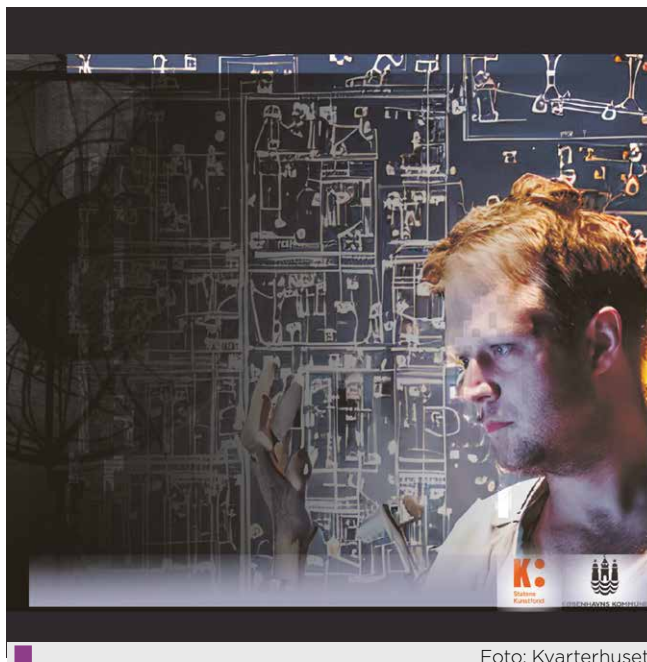 K:
Statens
Kunstfond
KØBENHAVNS KOMMUNE
Foto: Kvarterhuset